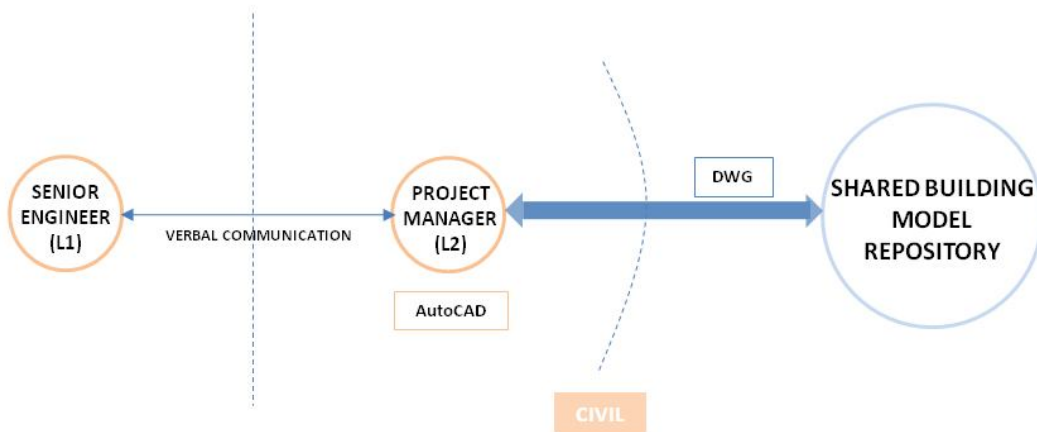 SENIOR
ENGINEER
(L1)
VERBAL COMMUNICATION
PROJECT
MANAGER
(L2)
AutoCAD
DWG
SHARED BUILDING
MODEL
REPOSITORY
CIVIL